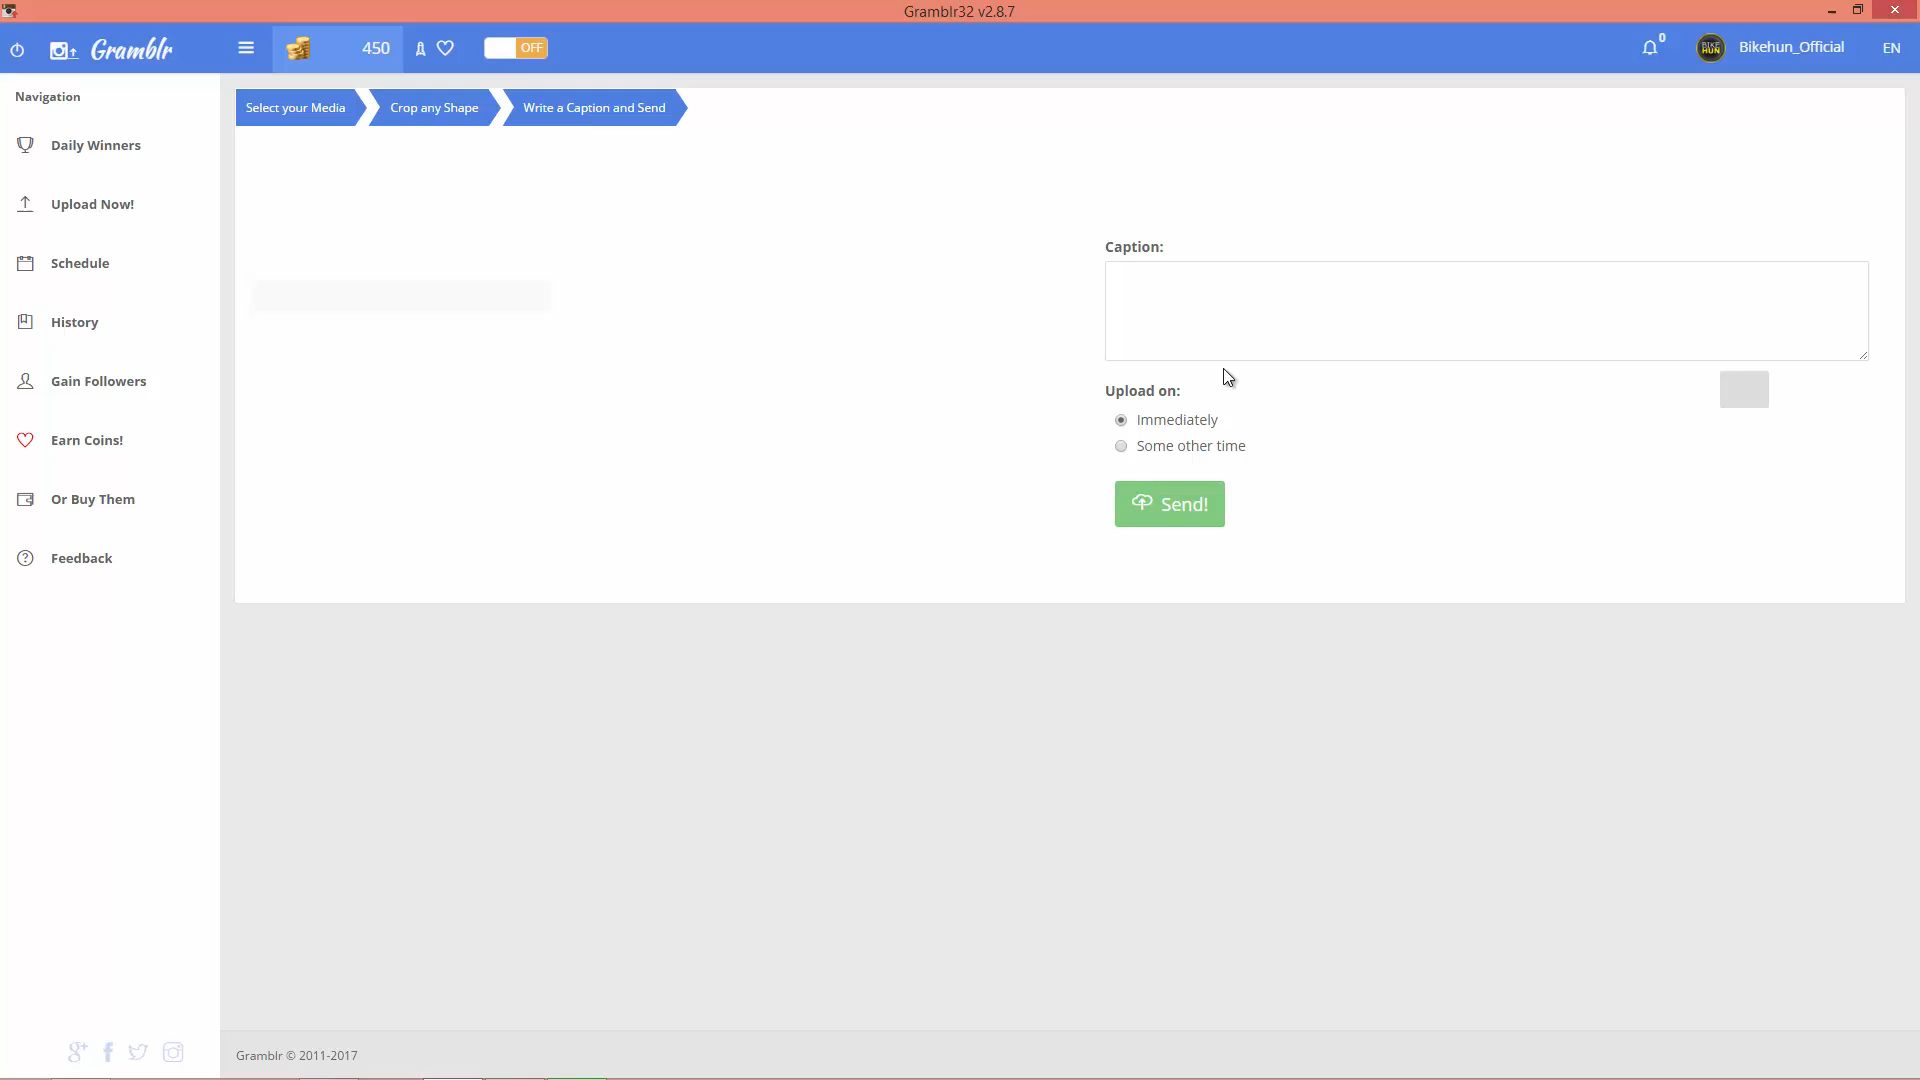 Gramblr32 v2.8.7
Gramblr
450
OFF
0
BIKE
HUN
Bikehun_Official
EN
Navigation
Daily Winners
Upload Now!
Schedule
History
Gain Followers
Earn Coins!
Or Buy Them
Feedback
Select your Media
Crop any Shape
Write a Caption and Send
Caption:
Upload on:
Immediately
Some other time
Send!
Gramblr © 2011-2017